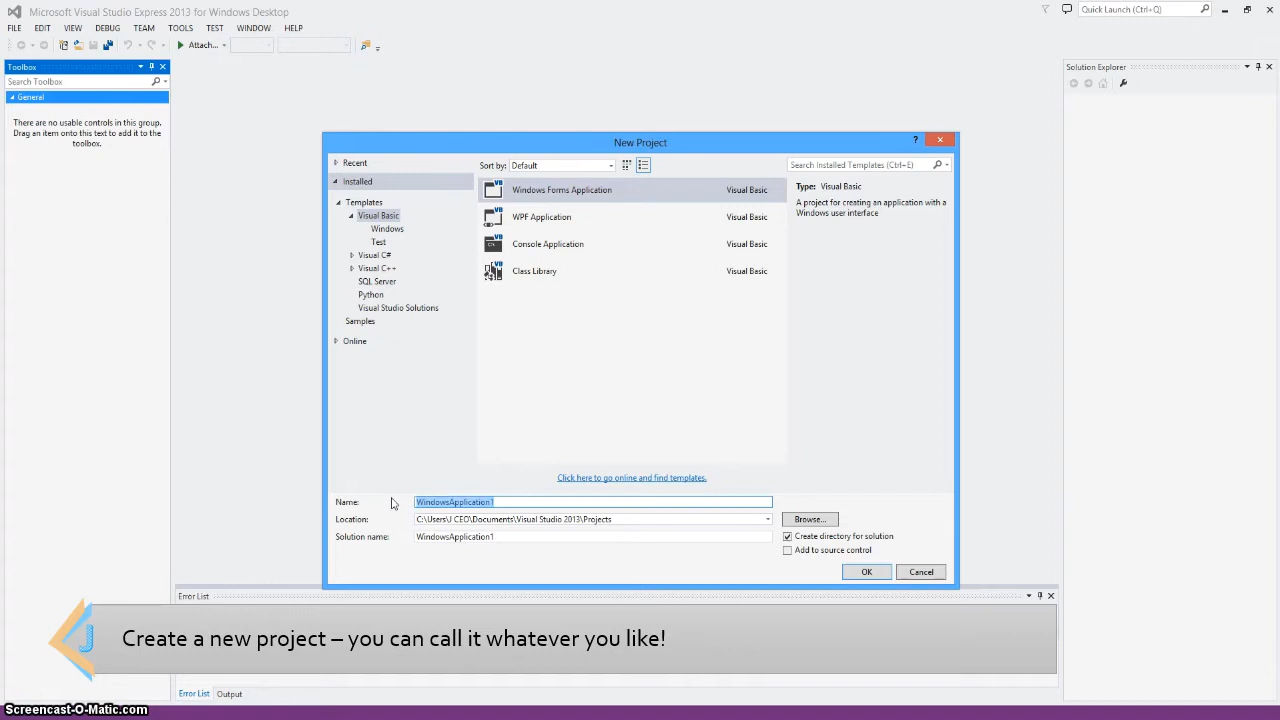 Microsoft Visual Studio Express 2013 for Windows Desktop
Quick Launch (Ctrl+Q)
FILE EDIT VIEW DEBUG TEAM TOOLS TEST WINDOW HELP
Attach...
Toolbox
Search Toolbox
General
There are no usable controls in this group.
Drag an item onto this text to add it to the
toolbox.
Solution Explorer
New Project
?
Recent
Installed
Templates
Visual Basic
Windows
Test
Visual C#
Visual C++
SQL Server
Python
Visual Studio Solutions
Samples
Online
Sort by: Default
VB Windows Forms Application Visual Basic
VB WPF Application Visual Basic
VB Console Application Visual Basic
VB Class Library Visual Basic
Click here to go online and find templates.
Search Installed Templates (Ctrl+E)
Type: Visual Basic
A project for creating an application with a
Windows user interface
Name: WindowsApplication1
Location: C:\Users\J CEO\Documents\Visual Studio 2013\Projects
Browse...
Solution name: WindowsApplication1
Create directory for solution
Add to source control
OK Cancel
Error List
J
Create a new project – you can call it whatever you like!
Error List Output
Screencast-O-Matic.com